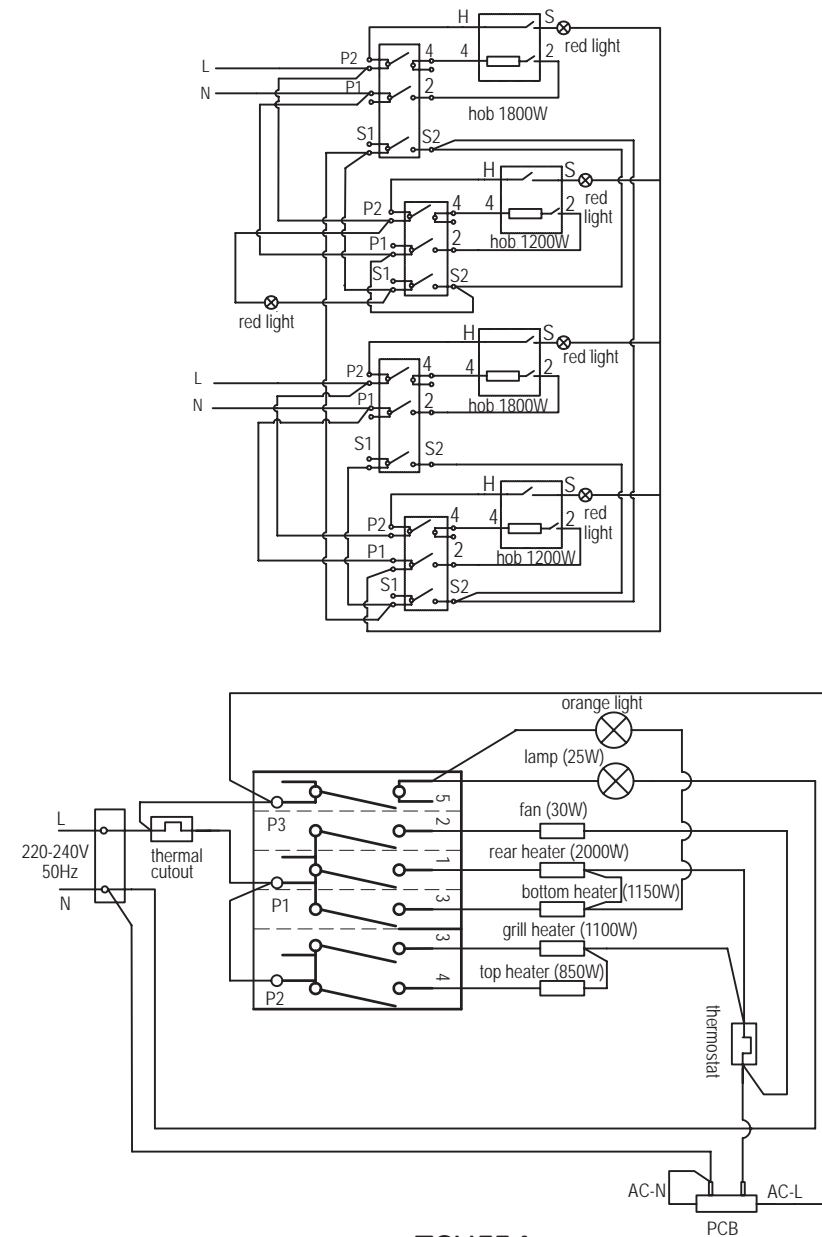 H S
red light
P2 4 4 2
L
N P1 2
hob 1800W
S1 S2
H S
red
light
P2 4 4 2
P1 2
hob 1200W
S1 S2
red light
H S
red light
P2 4 4 2
L
N P1 2
hob 1800W
S1 S2
H S
red
light
P2 4 4 2
P1 2
hob 1200W
S1 S2
orange light
lamp (25W)
5
P3
fan (30W)
2
L
220-240V
50Hz
N
thermal
cutout
rear heater (2000W)
1
bottom heater (1150W)
P1 3
grill heater (1100W)
3
top heater (850W)
4
P2
thermostat
AC-N AC-L
PCB